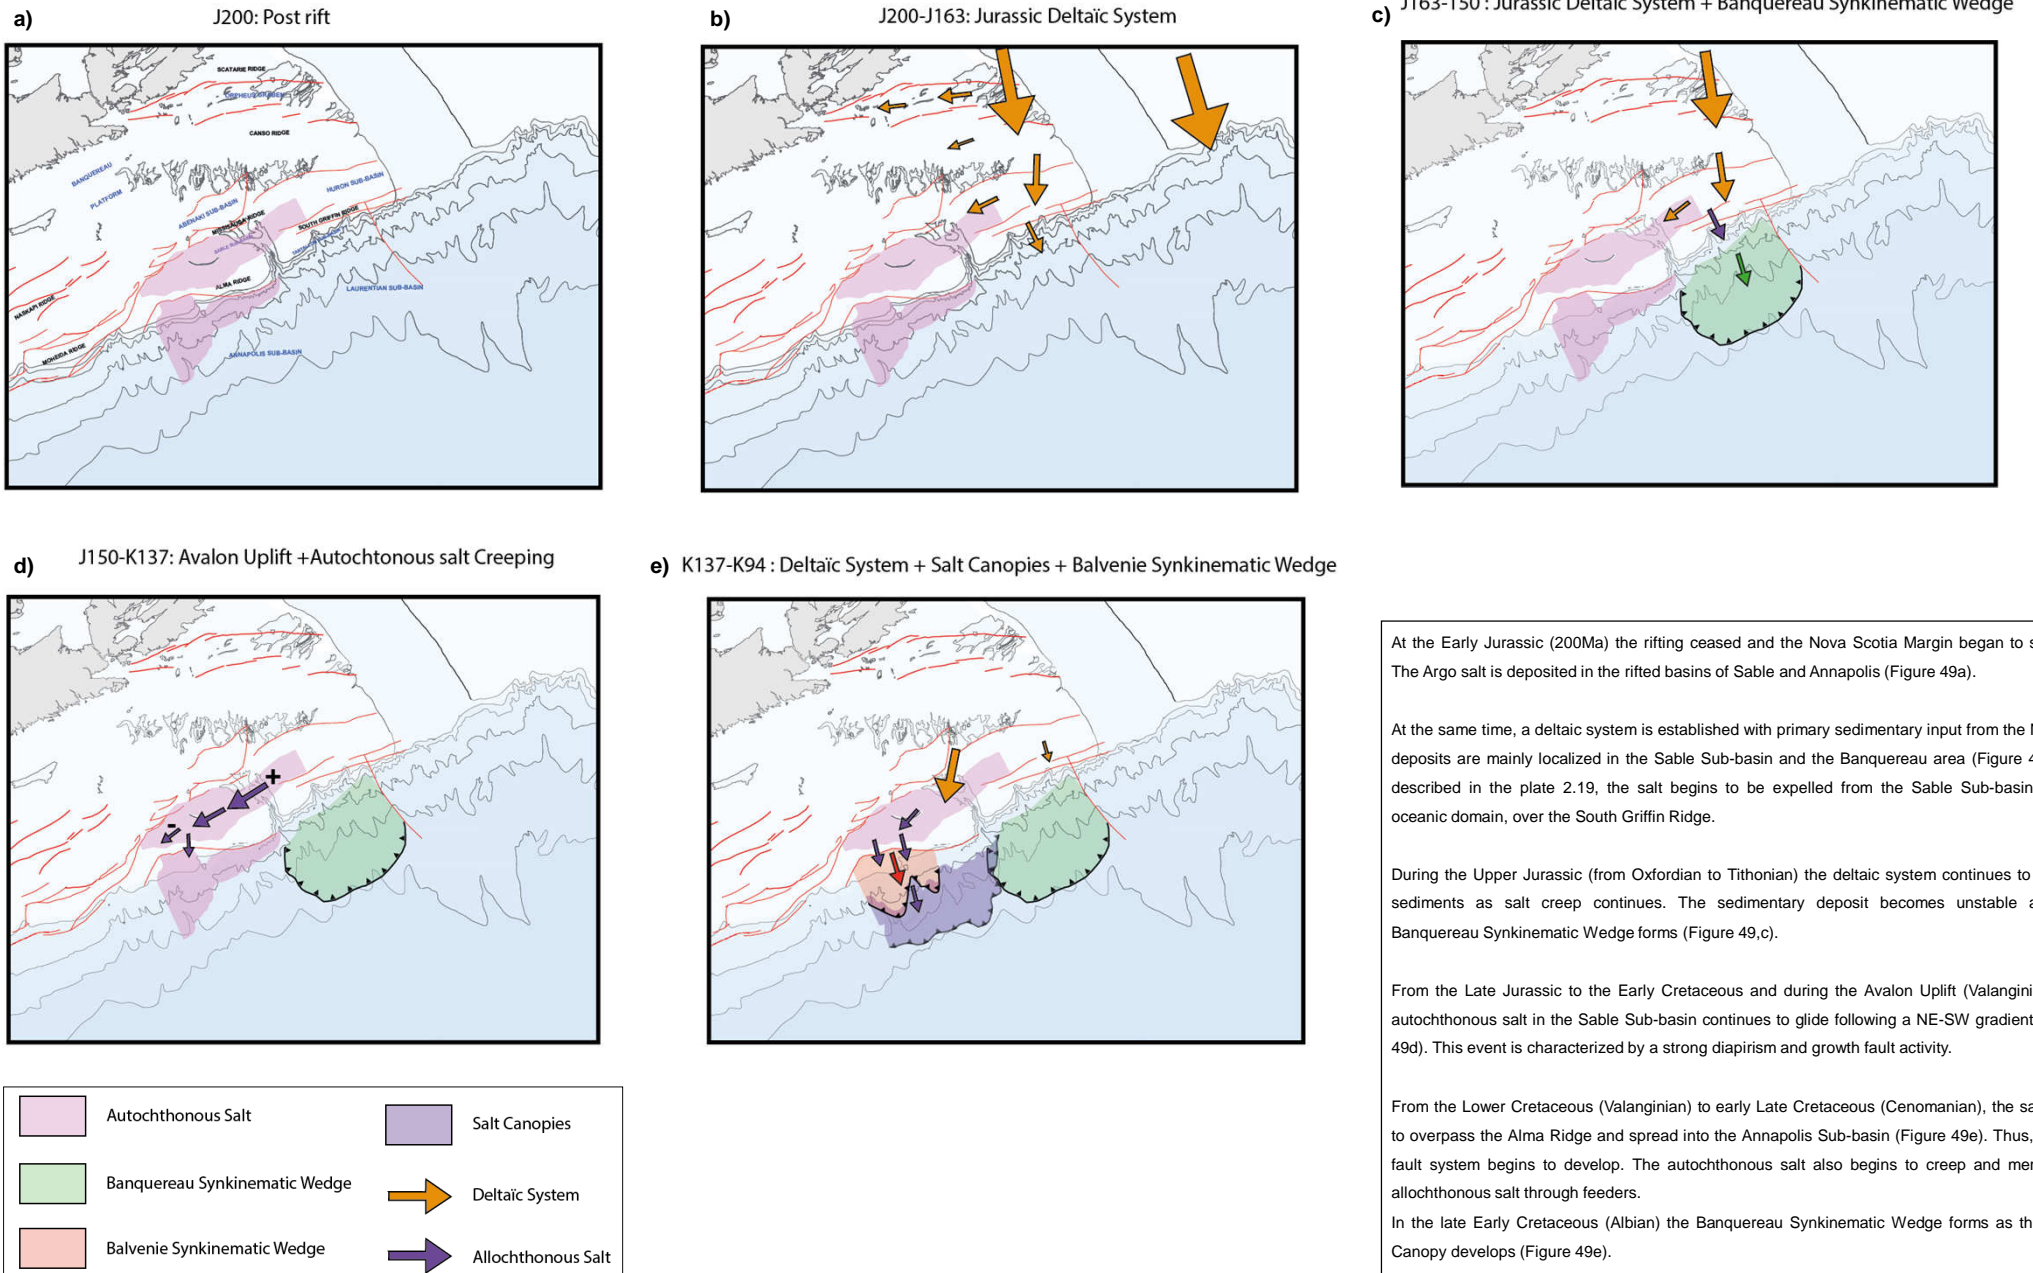 a)
J200: Post rift
b)
J200-J163: Jurassic Deltaïc System
c)
J163-150 : Jurassic Deltaïc System + Banquereau Synkinematic Wedge
SCATARIE RIDGE
ORPHEUS GRABEN
CANSO RIDGE
BANQUEREAU
PLATFORM
HURON SUB-BASIN
ABENAKI SUB-BASIN
MISSISAUGA RIDGE
SOUTH GRIFFIN RIDGE
ALMA RIDGE
LAURENTIAN SUB-BASIN
NASKAPI RIDGE
MOHEIDA RIDGE
ANNAPOLIS SUB-BASIN
d)
J150-K137: Avalon Uplift +Autochtonous salt Creeping
e)
K137-K94 : Deltaïc System + Salt Canopies + Balvenie Synkinematic Wedge
+
-
Autochthonous Salt
Banquereau Synkinematic Wedge
Balvenie Synkinematic Wedge
Salt Canopies
Deltaïc System
Allochthonous Salt
At the Early Jurassic (200Ma) the rifting ceased and the Nova Scotia Margin began to
The Argo salt is deposited in the rifted basins of Sable and Annapolis (Figure 49a).
At the same time, a deltaic system is established with primary sedimentary input from the
deposits are mainly localized in the Sable Sub-basin and the Banquereau area (Figure
described in the plate 2.19, the salt begins to be expelled from the Sable Sub-basin
oceanic domain, over the South Griffin Ridge.
During the Upper Jurassic (from Oxfordian to Tithonian) the deltaic system continues to
sediments as salt creep continues. The sedimentary deposit becomes unstable
Banquereau Synkinematic Wedge forms (Figure 49,c).
From the Late Jurassic to the Early Cretaceous and during the Avalon Uplift
autochthonous salt in the Sable Sub-basin continues to glide following a NE-SW gradient
49d). This event is characterized by a strong diapirism and growth fault activity.
From the Lower Cretaceous (Valanginian) to early Late Cretaceous (Cenomanian), the
to overpass the Alma Ridge and spread into the Annapolis Sub-basin (Figure 49e). Thus,
fault system begins to develop. The autochthonous salt also begins to creep and
allochthonous salt through feeders.
In the late Early Cretaceous (Albian) the Banquereau Synkinematic Wedge forms as
Canopy develops (Figure 49e).